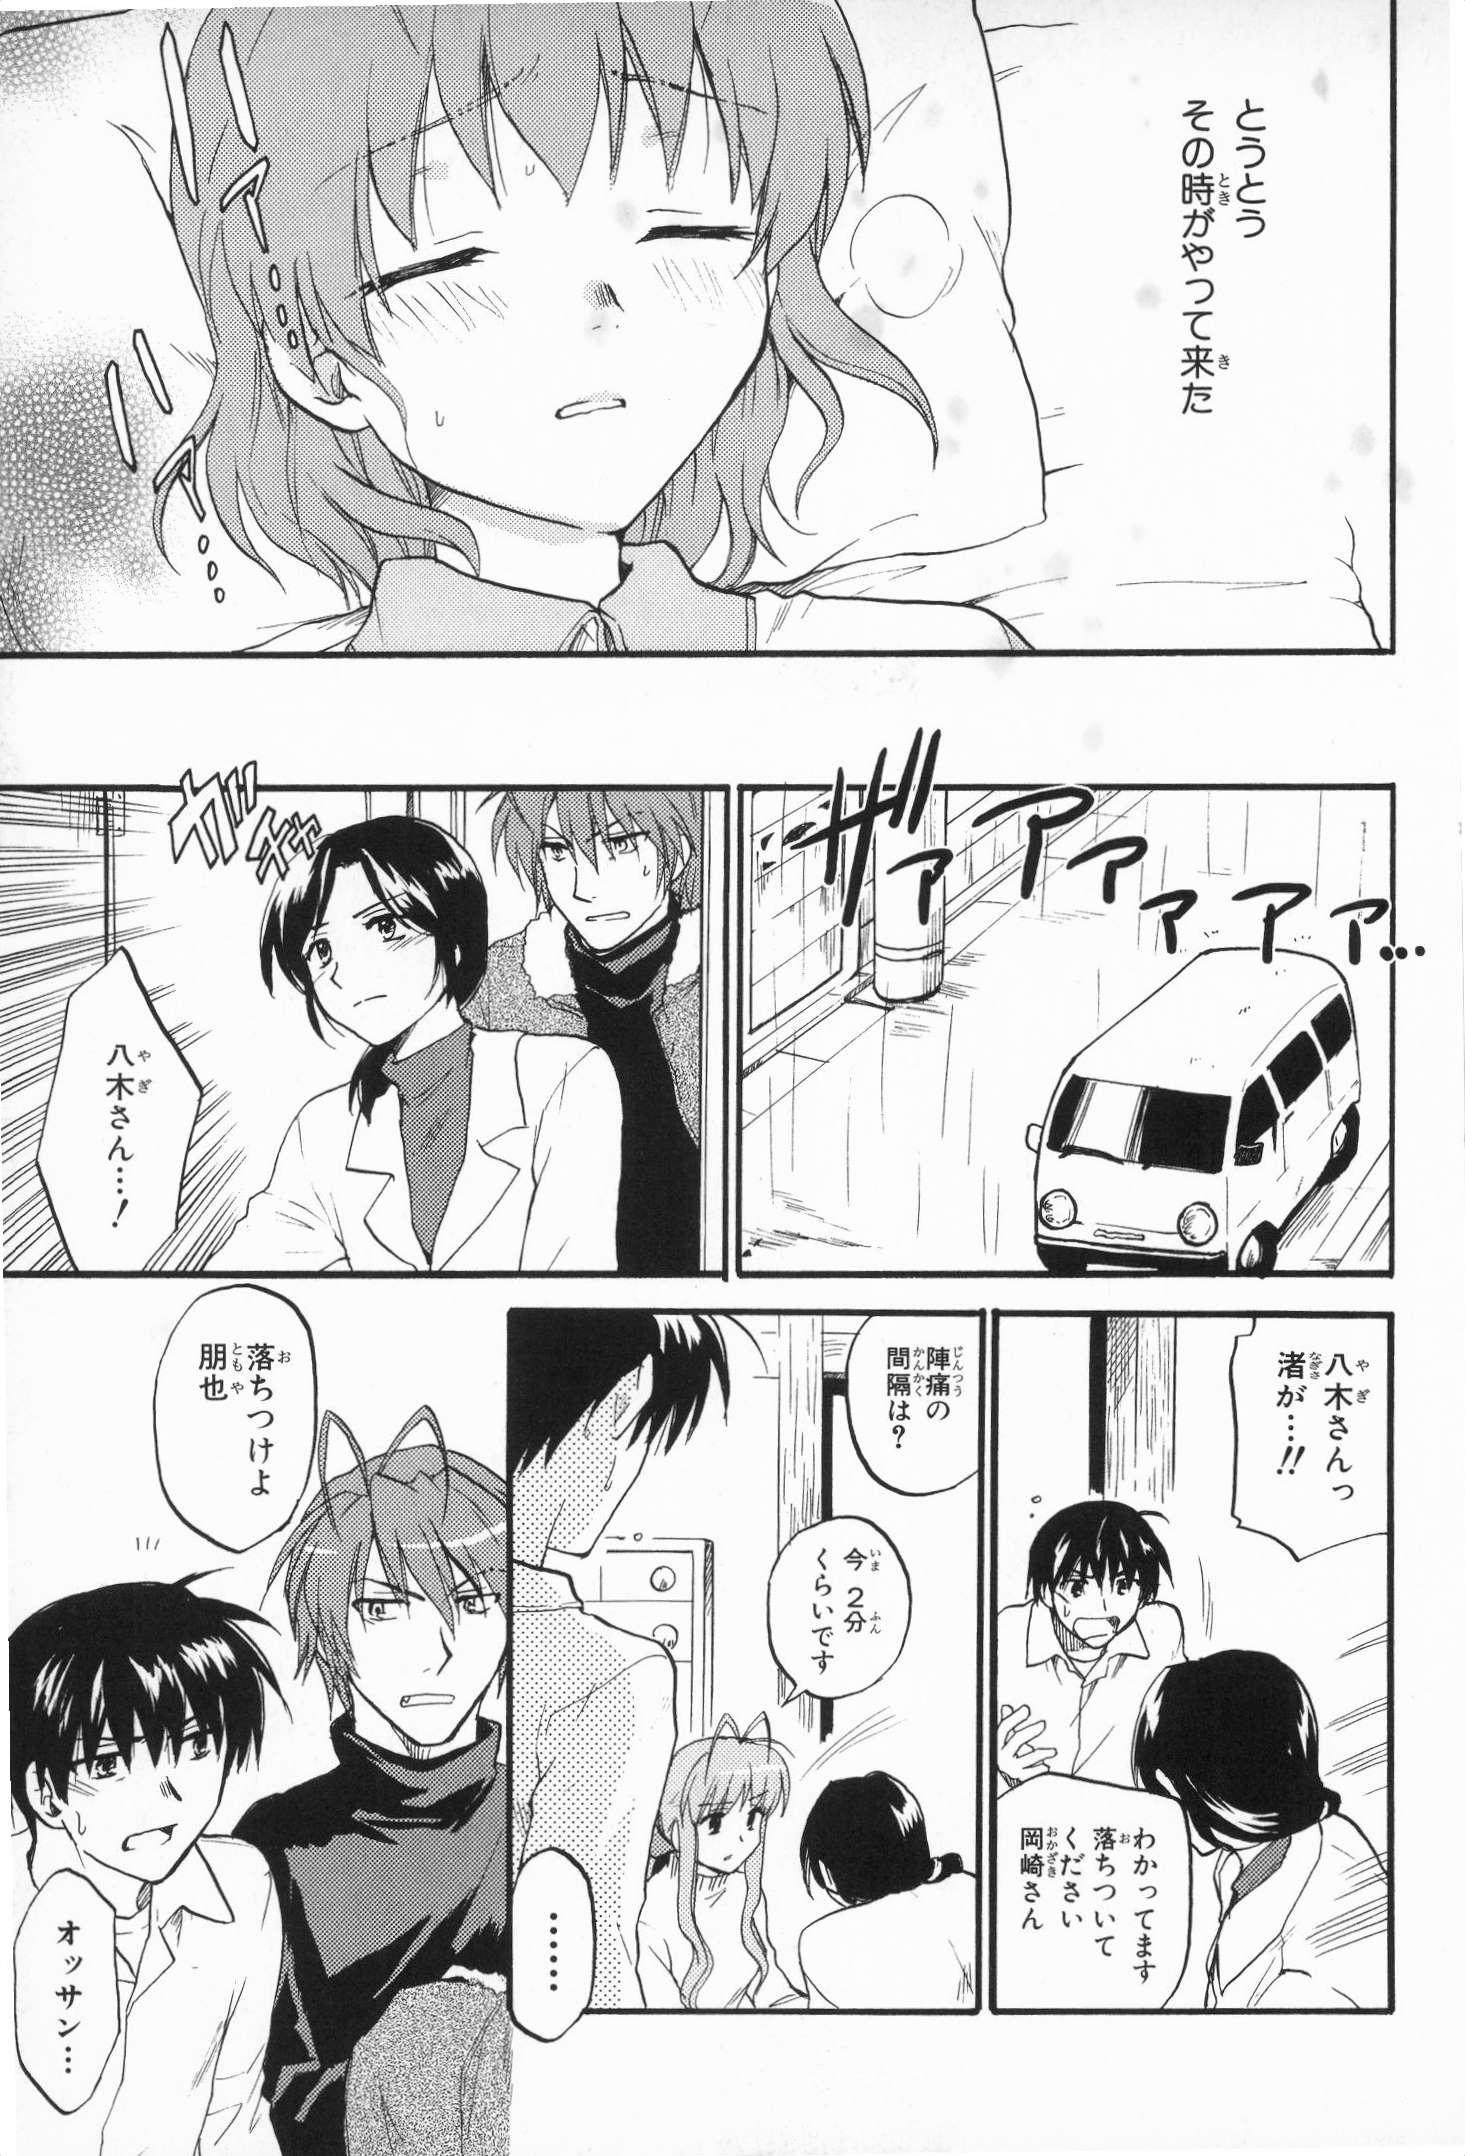 とうとう
その時がやって来た
ハァ…
ハァ…
ザァアアァァアァ…
ガチャ
八木さん…！
八木さんっ
渚が…！！
わかってます
落ちついて
ください
岡崎さん
陣痛の
間隔は？
今２分
くらいです
……
落ちつけよ
朋也
オッサン…